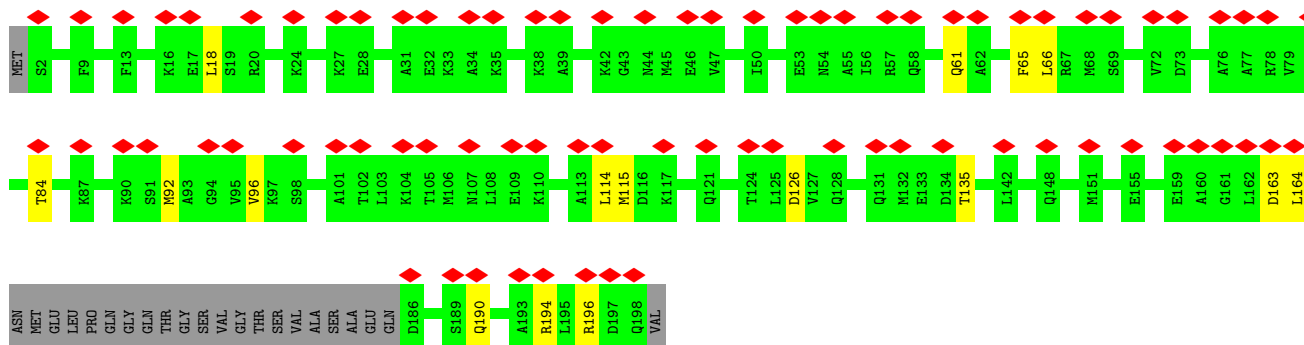 MET S2 F9 F13 K16 E17 L18 S19 R20 K24 K27 E28 A31 E32 K33 A34 K35 K38 A39 K42 G43 N44 M45 E46 V47 I50 E53 N54 A55 I56 R57 Q58 Q61 A62 F65 L66 R67 M68 S69 V72 D73 A76 A77 R78 V79
T84 K87 K90 S91 M92 A93 G94 V95 V96 K97 S98 A101 T102 L103 K104 T105 M106 N107 L108 E109 K110 A113 L114 M115 D116 K117 Q121 T124 L125 D126 V127 Q128 Q131 M132 E133 D134 T135 L142 Q148 M151 E155 E159 A160 G161 L162 D163 L164
ASN MET GLU LEU PRO GLN GLY GLN THR GLY SER VAL GLY THR SER VAL ALA SER ALA GLU GLN D186 S189 Q190 A193 R194 L195 R196 D197 Q198 VAL